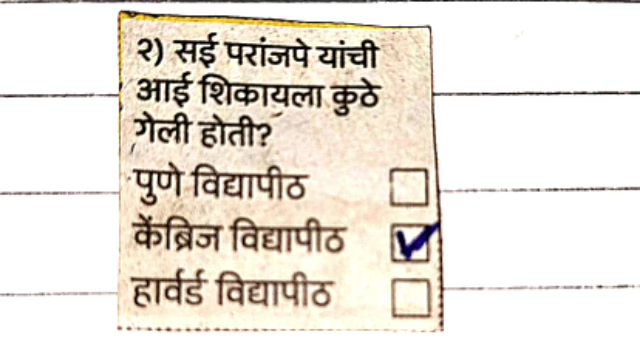 २) सई परांजपे यांची
आई शिकायला कुठे
गेली होती?
पुणे विद्यापीठ
केंब्रिज विद्यापीठ
हार्वर्ड विद्यापीठ